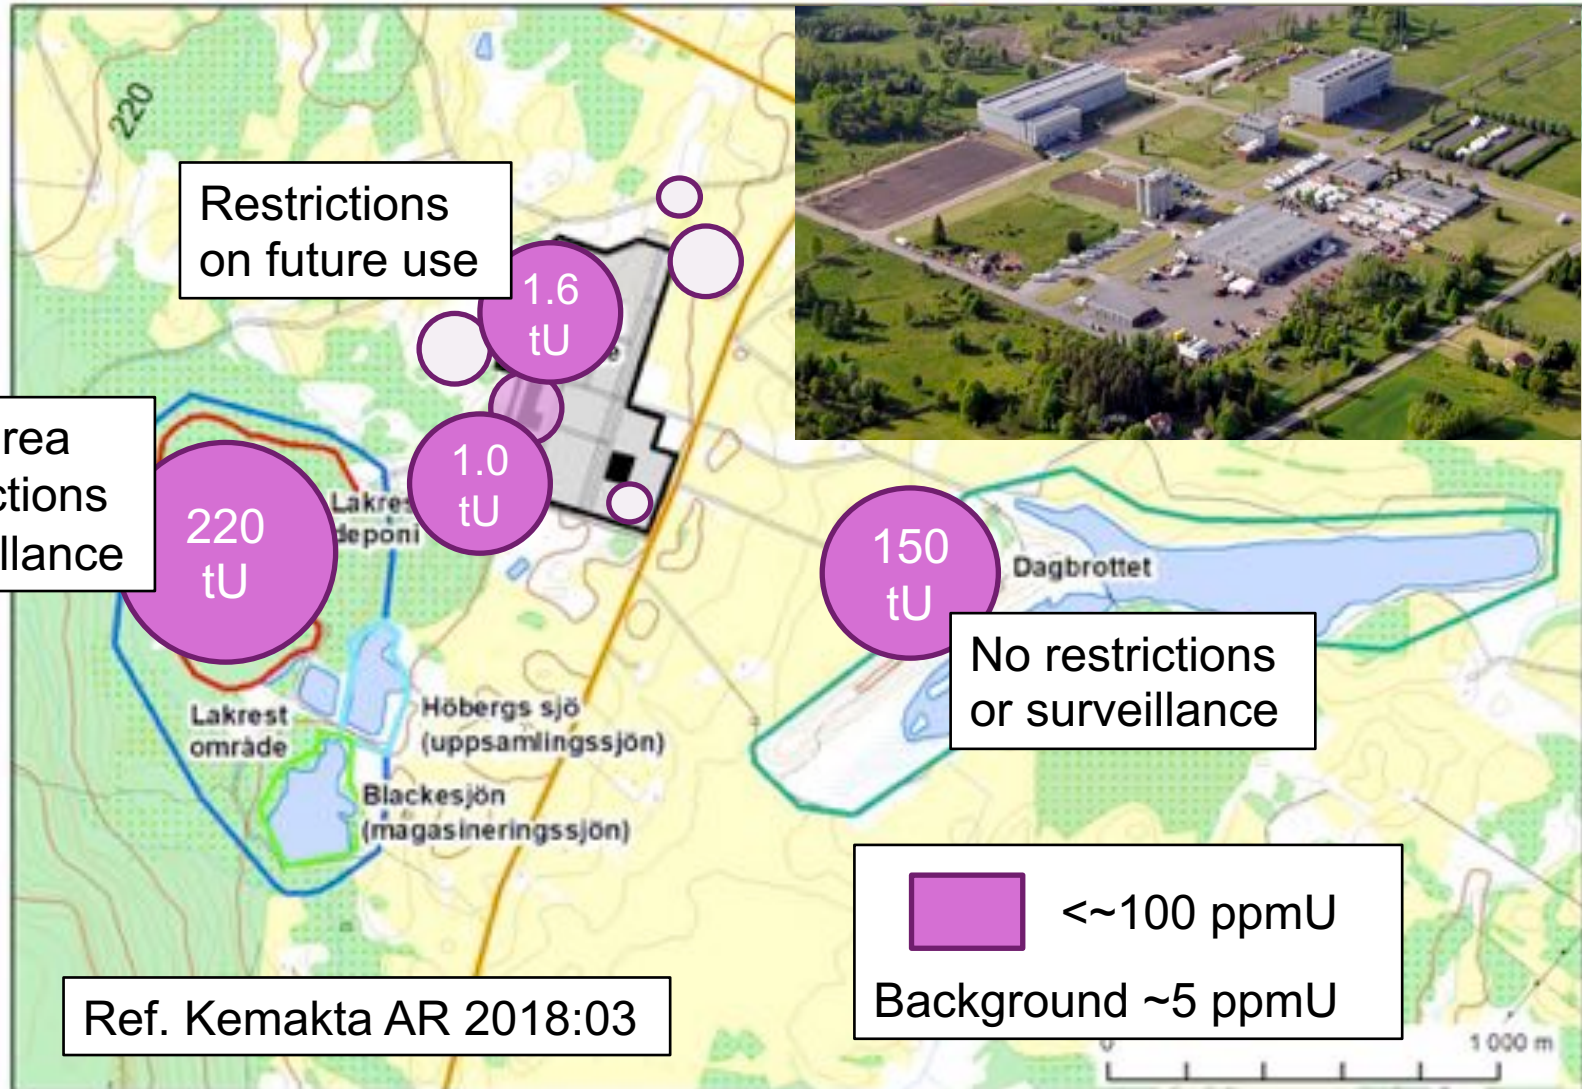 220
Restrictions
on future use
1.6
tU
rea
ctions
llance
220
tU
Lakres
deponi
1.0
tU
150
tU
Dagbrottet
No restrictions
or surveillance
Lakrest
område
Höbergs sjö
(uppsamlingssjön)
Blackesjön
(magasineringssjön)
<~100 ppmU
Background ~5 ppmU
Ref. Kemakta AR 2018:03
0
1 000 m